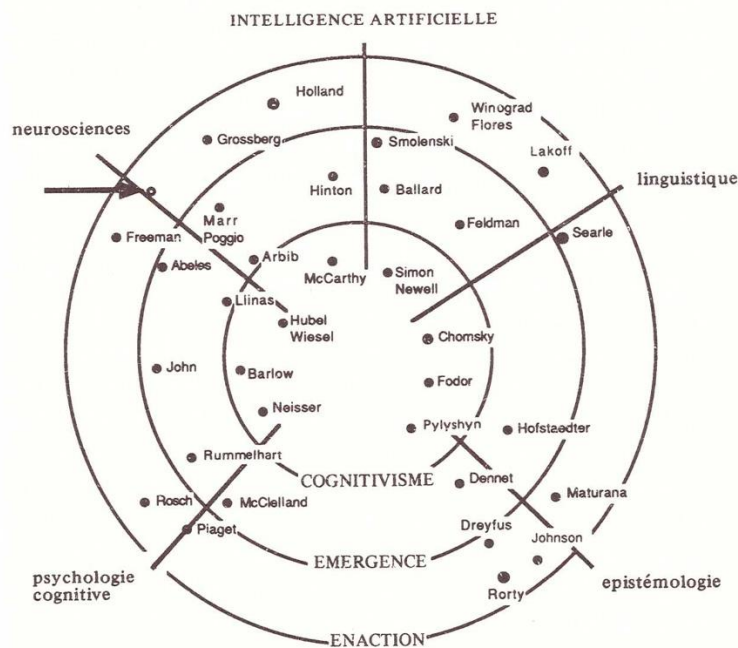 INTELLIGENCE ARTIFICIELLE
Holland
Winograd
Flores
neurosciences
Grossberg
Smolenski
Lakoff
linguistique
Hinton
Ballard
Marr
Poggio
Feldman
Searle
Freeman
Abeles
Arbib
McCarthy
Simon
Newell
Llinas
Hubel
Wiesel
Chomsky
John
Barlow
Fodor
Neisser
Pylyshyn
Hofstaedter
Rummelhart
COGNITIVISME
Dennet
Rosch
McClelland
Maturana
Piaget
Dreyfus
Johnson
psychologie
cognitive
EMERGENCE
epistémologie
Rorty
ENACTION